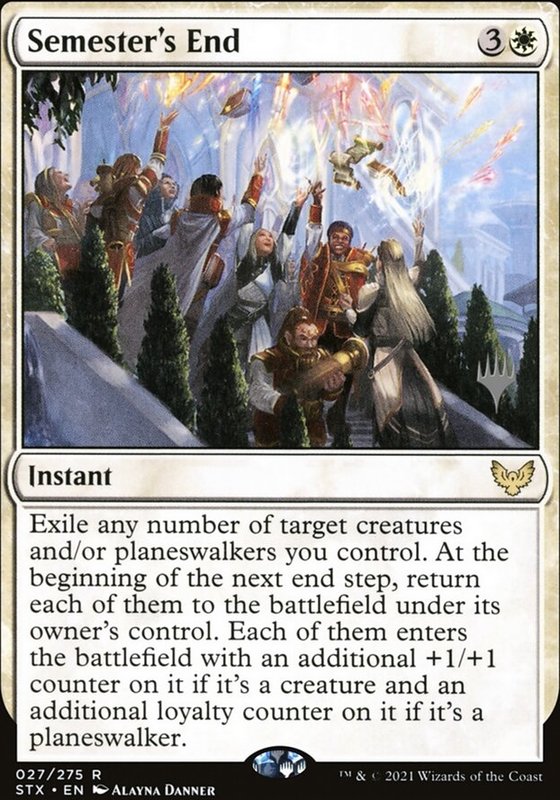 Semester's End 3
Instant
Exile any number of target creatures
and/or planeswalkers you control. At the
beginning of the next end step, return
each of them to the battlefield under its
owner's control. Each of them enters
the battlefield with an additional +1/+1
counter on it if it's a creature and an
additional loyalty counter on it if it's a
planeswalker.
027/275 R
STX • EN Alayna Danner
™ & © 2021 Wizards of the Coast